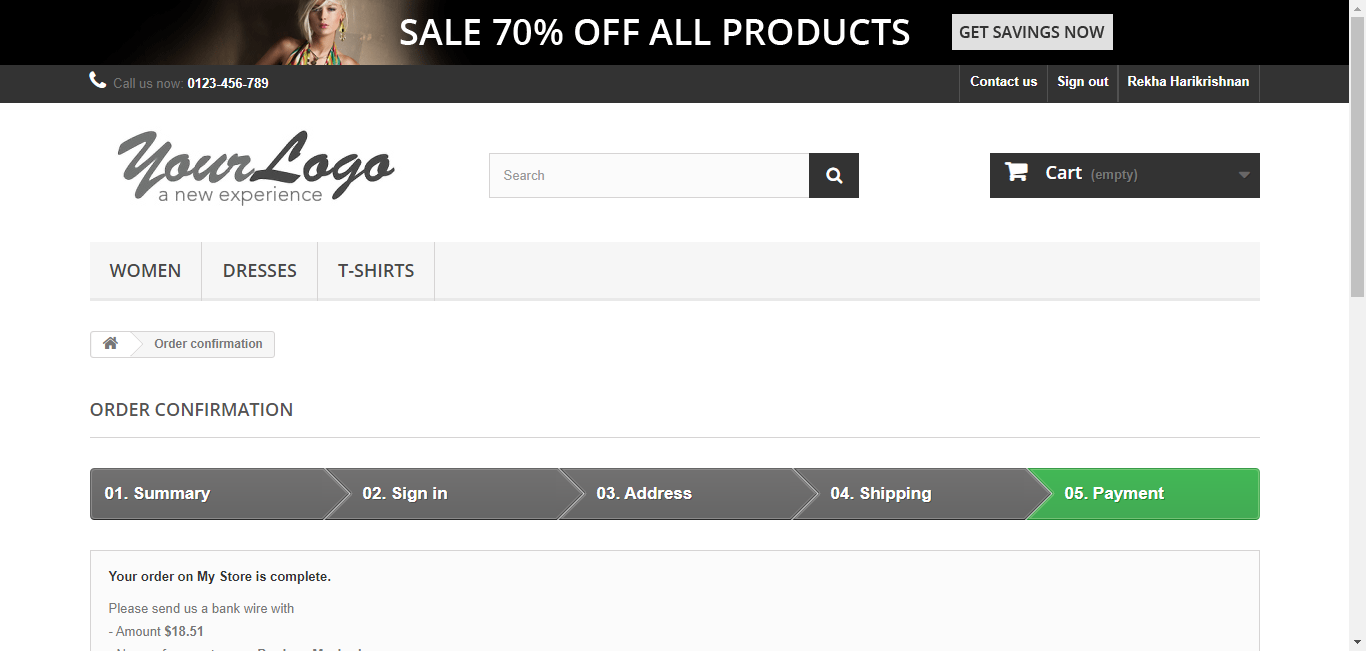 SALE 70% OFF ALL PRODUCTS GET SAVINGS NOW
Call us now: 0123-456-789 Contact us Sign out Rekha Harikrishnan
Your Logo
a new experience
Search
Cart (empty)
WOMEN DRESSES T-SHIRTS
Order confirmation
ORDER CONFIRMATION
01. Summary 02. Sign in 03. Address 04. Shipping 05. Payment
Your order on My Store is complete.
Please send us a bank wire with
- Amount $18.51